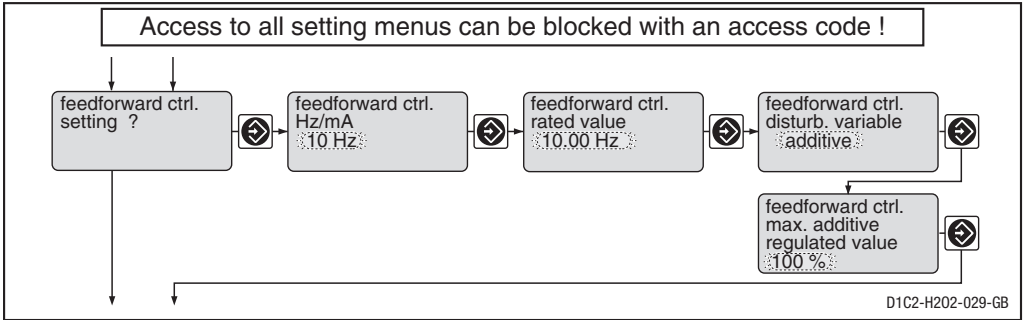 Access to all setting menus can be blocked with an access code !
feedforward ctrl.
setting ?
feedforward ctrl.
Hz/mA
10 Hz
feedforward ctrl.
rated value
10.00 Hz
feedforward ctrl.
disturb. variable
additive
feedforward ctrl.
max. additive
regulated value
100 %
D1C2-H202-029-GB